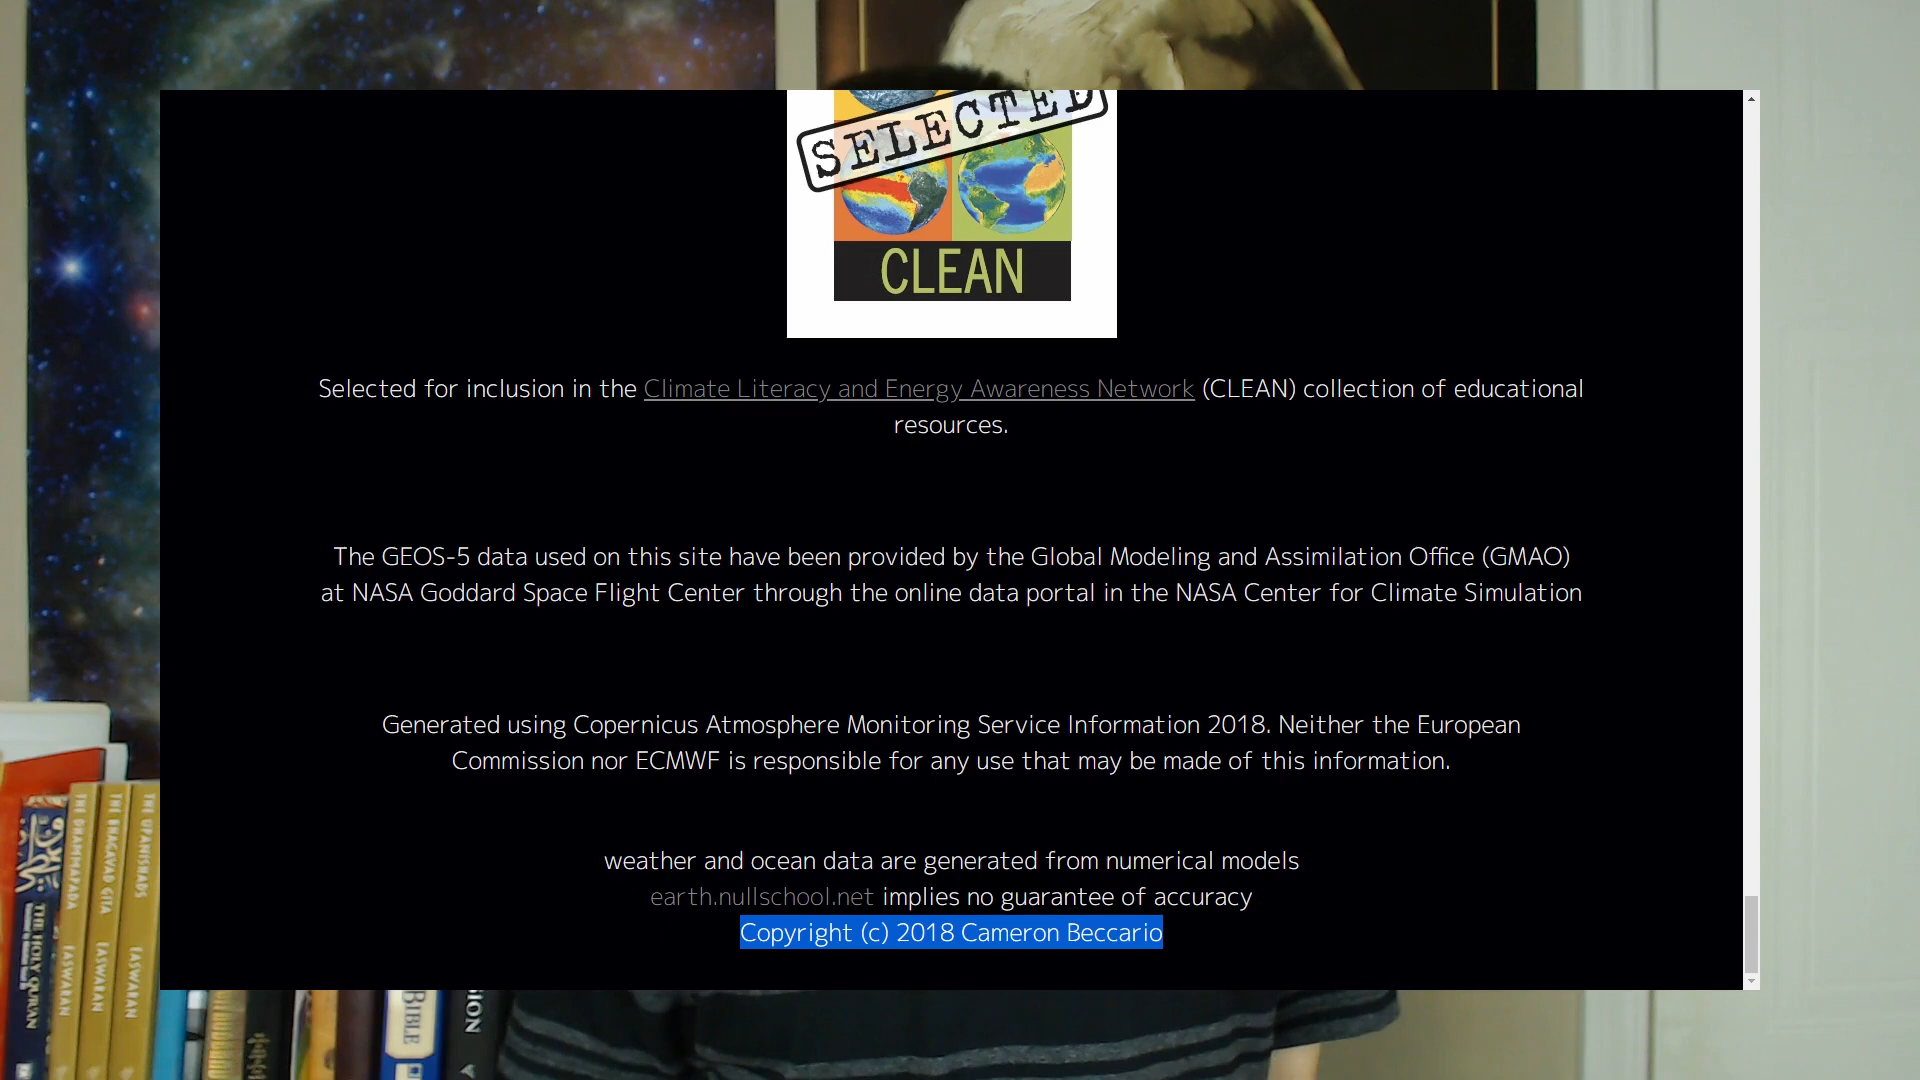 SELECTED
CLEAN
Selected for inclusion in the Climate Literacy and Energy Awareness Network (CLEAN) collection of educational
resources.
The GEOS-5 data used on this site have been provided by the Global Modeling and Assimilation Office (GMAO)
at NASA Goddard Space Flight Center through the online data portal in the NASA Center for Climate Simulation
Generated using Copernicus Atmosphere Monitoring Service Information 2018. Neither the European
Commission nor ECMWF is responsible for any use that may be made of this information.
weather and ocean data are generated from numerical models
earth.nullschool.net implies no guarantee of accuracy
Copyright (c) 2018 Cameron Beccario
THE HOLY QURAN
THE DHAMMAPADA EASWARAN
THE BHAGAVAD GITA EASWARAN
THE UPANISHADS EASWARAN
BIBLE